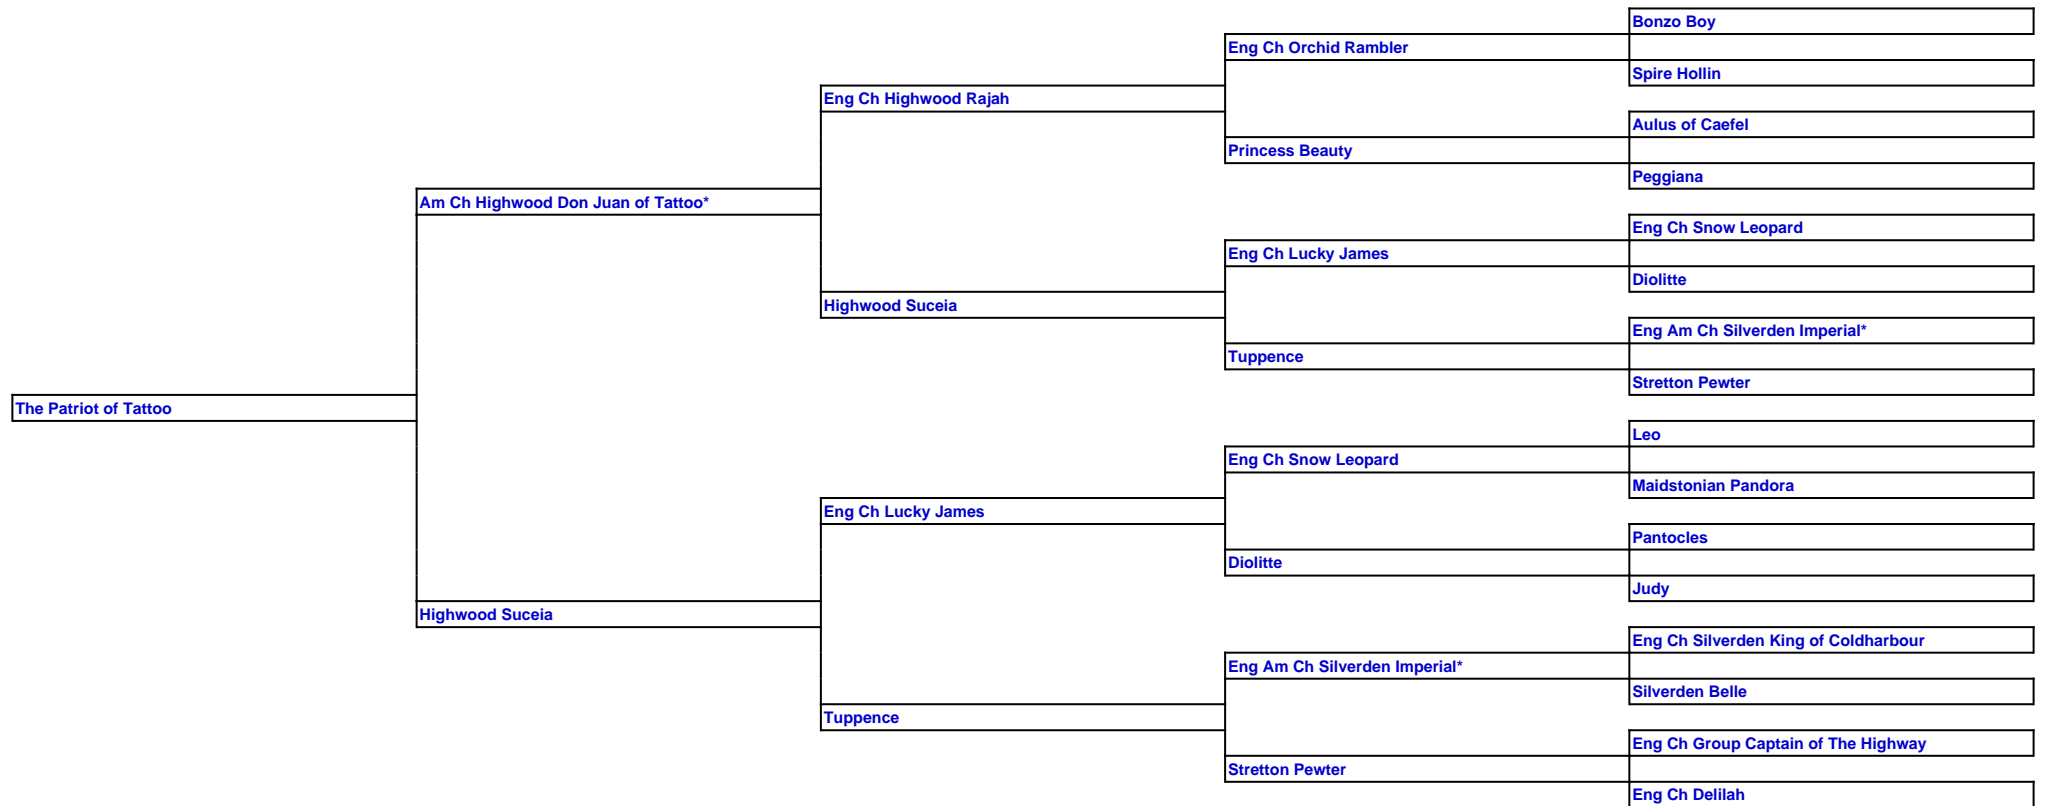 Bonzo Boy
Eng Ch Orchid Rambler
Spire Hollin
Eng Ch Highwood Rajah
Aulus of Caefel
Princess Beauty
Peggiana
Am Ch Highwood Don Juan of Tattoo*
Eng Ch Snow Leopard
Eng Ch Lucky James
Diolitte
Highwood Suceia
Eng Am Ch Silverden Imperial*
Tuppence
Stretton Pewter
The Patriot of Tattoo
Leo
Eng Ch Snow Leopard
Maidstonian Pandora
Eng Ch Lucky James
Pantocles
Diolitte
Judy
Highwood Suceia
Eng Ch Silverden King of Coldharbour
Eng Am Ch Silverden Imperial*
Silverden Belle
Tuppence
Eng Ch Group Captain of The Highway
Stretton Pewter
Eng Ch Delilah